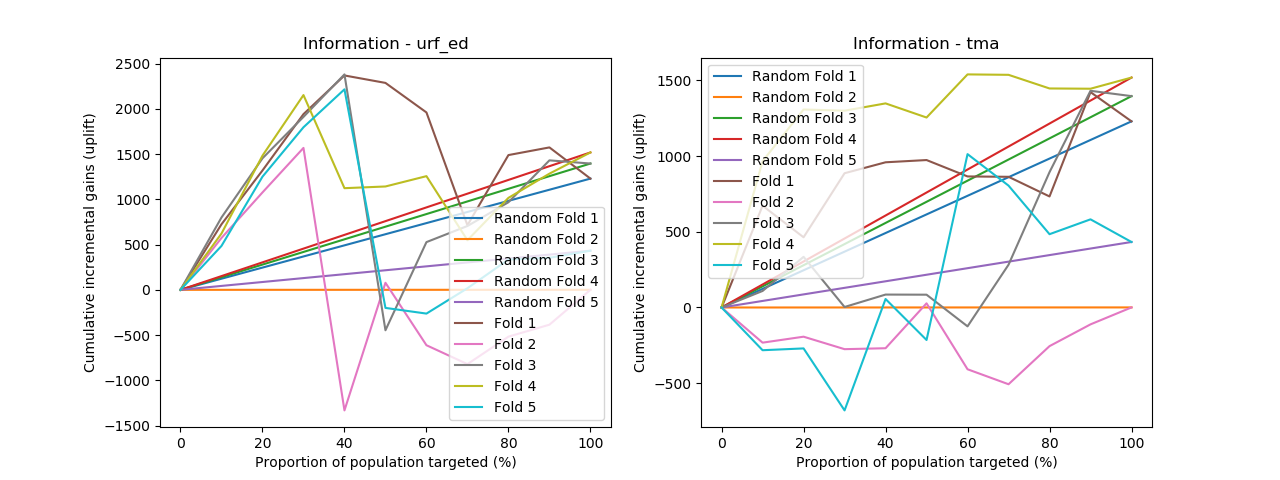 Information - urf_ed
Cumulative incremental gains (uplift)
2500
2000
1500
1000
500
0
−500
−1000
−1500
0 20 40 60 80 100
Proportion of population targeted (%)
Random Fold 1
Random Fold 2
Random Fold 3
Random Fold 4
Random Fold 5
Fold 1
Fold 2
Fold 3
Fold 4
Fold 5
Information - tma
Cumulative incremental gains (uplift)
1500
1000
500
0
−500
0 20 40 60 80 100
Proportion of population targeted (%)
Random Fold 1
Random Fold 2
Random Fold 3
Random Fold 4
Random Fold 5
Fold 1
Fold 2
Fold 3
Fold 4
Fold 5